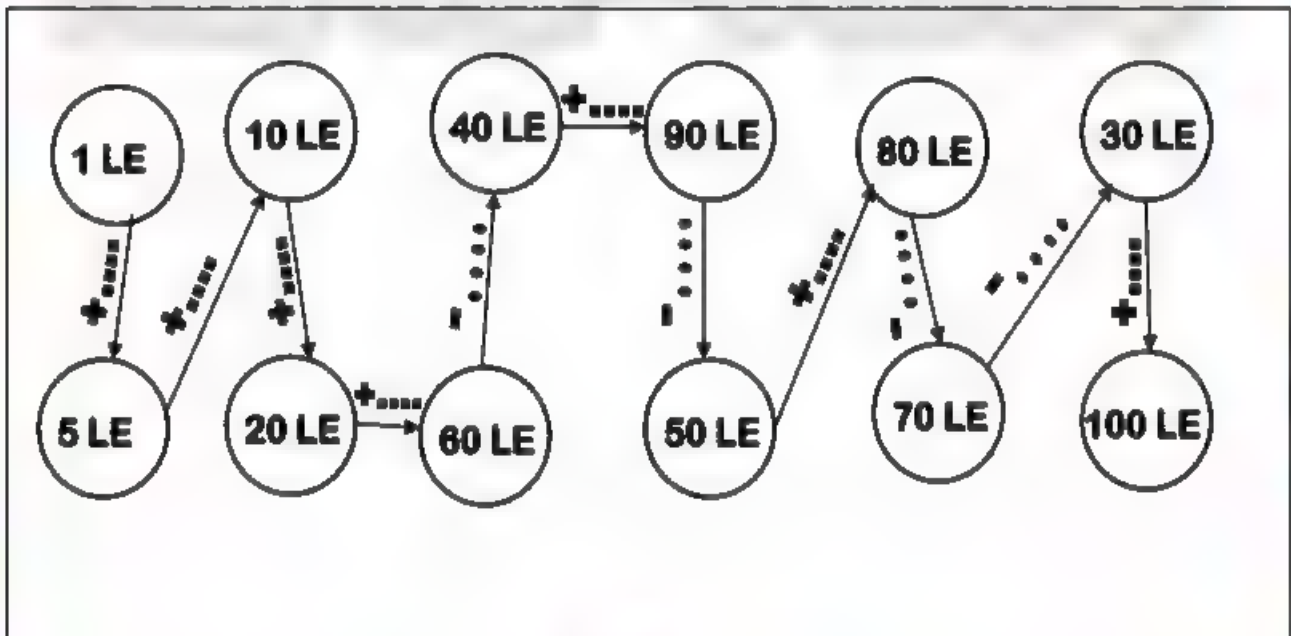 1 LE
10 LE
40 LE
+....
90 LE
80 LE
30 LE
+....
+....
+....
- ....
- ....
+....
- ....
- ....
+....
5 LE
20 LE
+....
60 LE
50 LE
70 LE
100 LE